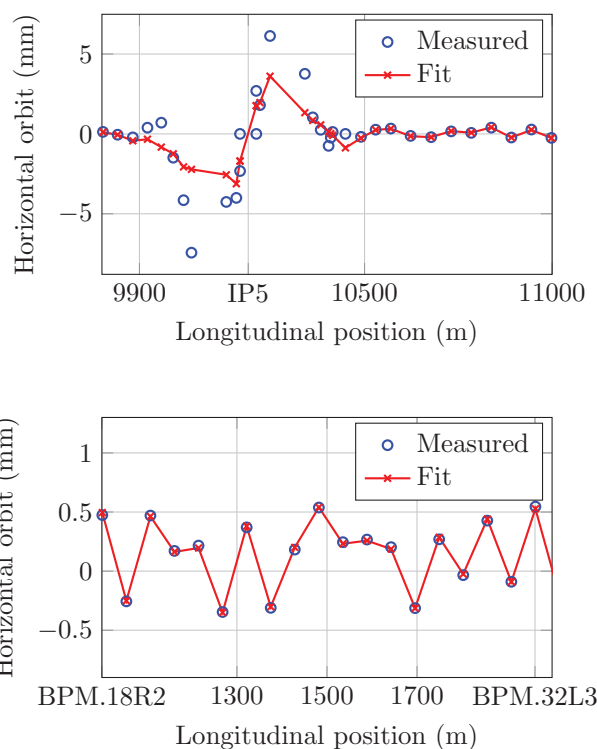 Horizontal orbit (mm)
5
0
−5
Measured
Fit
9900
IP5
10500
11000
Longitudinal position (m)
Horizontal orbit (mm)
1
0.5
0
−0.5
Measured
Fit
BPM.18R2
1300
1500
1700
BPM.32L3
Longitudinal position (m)